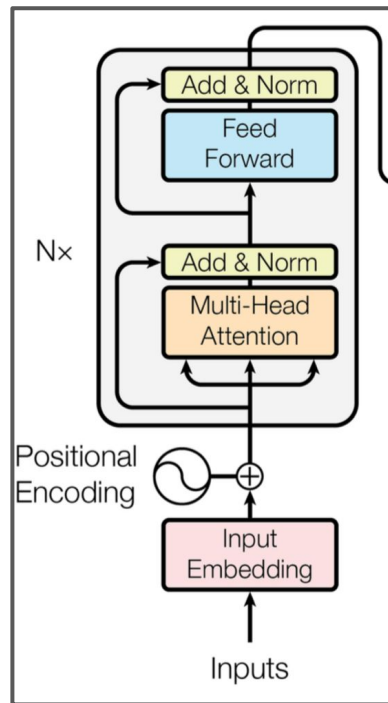 Add & Norm
Feed
Forward
N×
Add & Norm
Multi-Head
Attention
Positional
Encoding
Input
Embedding
Inputs